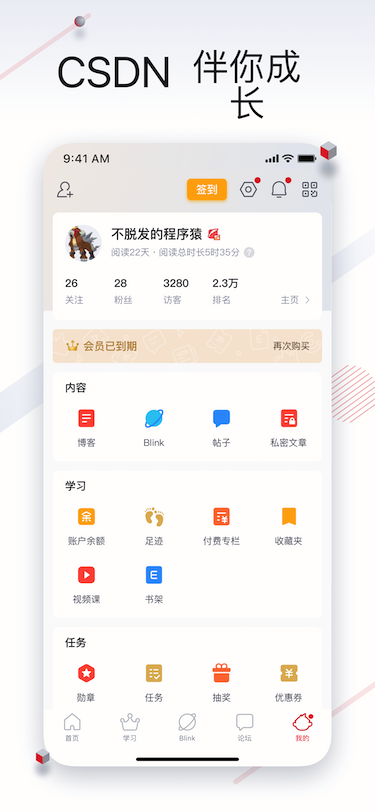 CSDN 伴你成
长
9:41 AM
签到
不脱发的程序猿
阅读22天 · 阅读总时长5时35分 ?
26 28 3280 2.3万
关注 粉丝 访客 排名 主页
会员已到期 再次购买
内容
博客 Blink 帖子 私密文章
学习
账户余额 足迹 付费专栏 收藏夹
视频课 书架
任务
勋章 任务 抽奖 优惠券
首页 学习 Blink 论坛 我的